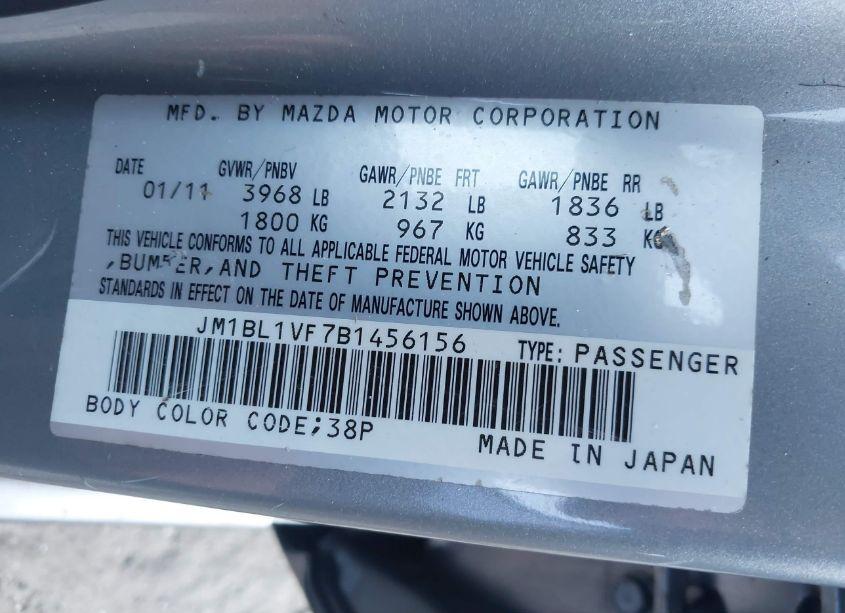 MFD. BY MAZDA MOTOR CORPORATION
DATE GVWR/PNBV GAWR/PNBE FRT GAWR/PNBE RR
01/11 3968 LB 2132 LB 1836 LB
1800 KG 967 KG 833 KG
THIS VEHICLE CONFORMS TO ALL APPLICABLE FEDERAL MOTOR VEHICLE SAFETY
,BUMPER,AND THEFT PREVENTION
STANDARDS IN EFFECT ON THE DATE OF MANUFACTURE SHOWN ABOVE.
JM1BL1VF7B1456156 TYPE: PASSENGER
BODY COLOR CODE;38P
MADE IN JAPAN